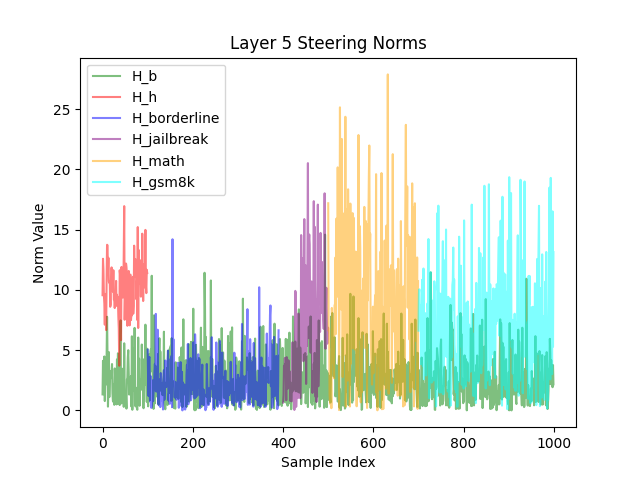 Layer 5 Steering Norms
H_b
H_h
H_borderline
H_jailbreak
H_math
H_gsm8k
Norm Value
25
20
15
10
5
0
0
200
400
600
800
1000
Sample Index